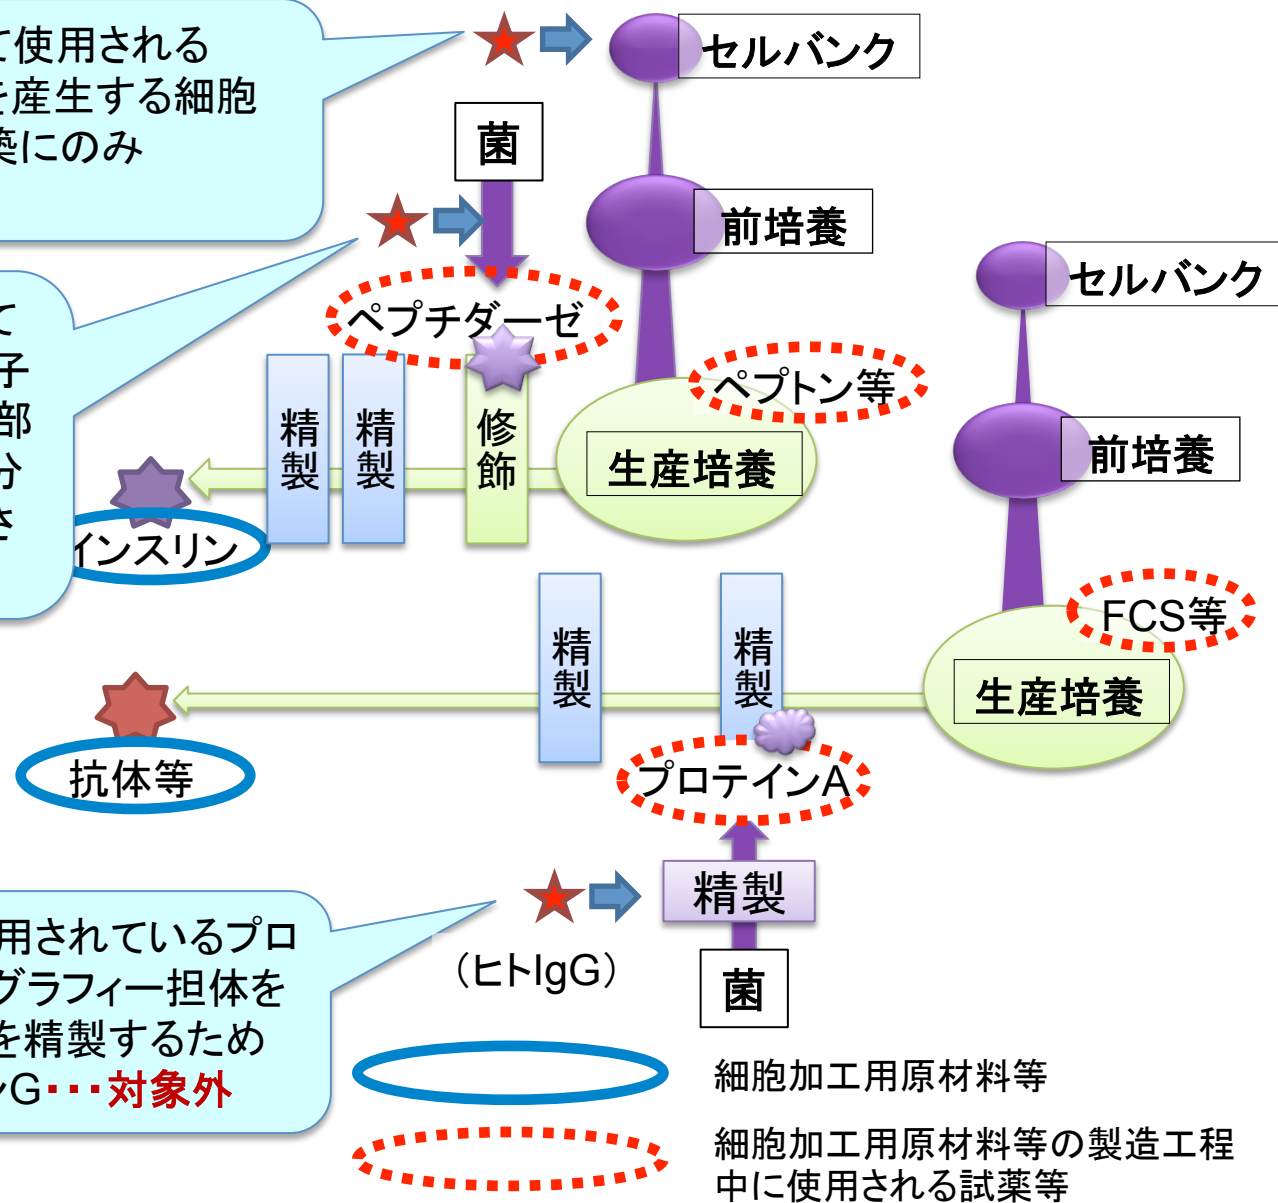 て使用される
を産生する細胞
築にのみ
セルバンク
菌
前培養
セルバンク
ペプチダーゼ
て
子
部
分
さ
精製
精製
修飾
ペプトン等
生産培養
前培養
インスリン
FCS等
精製
精製
生産培養
抗体等
プロテインA
用されているプロ
グラフィー担体を
を精製するため
ンG・・・対象外
精製
(ヒトIgG)
菌
細胞加工用原材料等
細胞加工用原材料等の製造工程
中に使用される試薬等